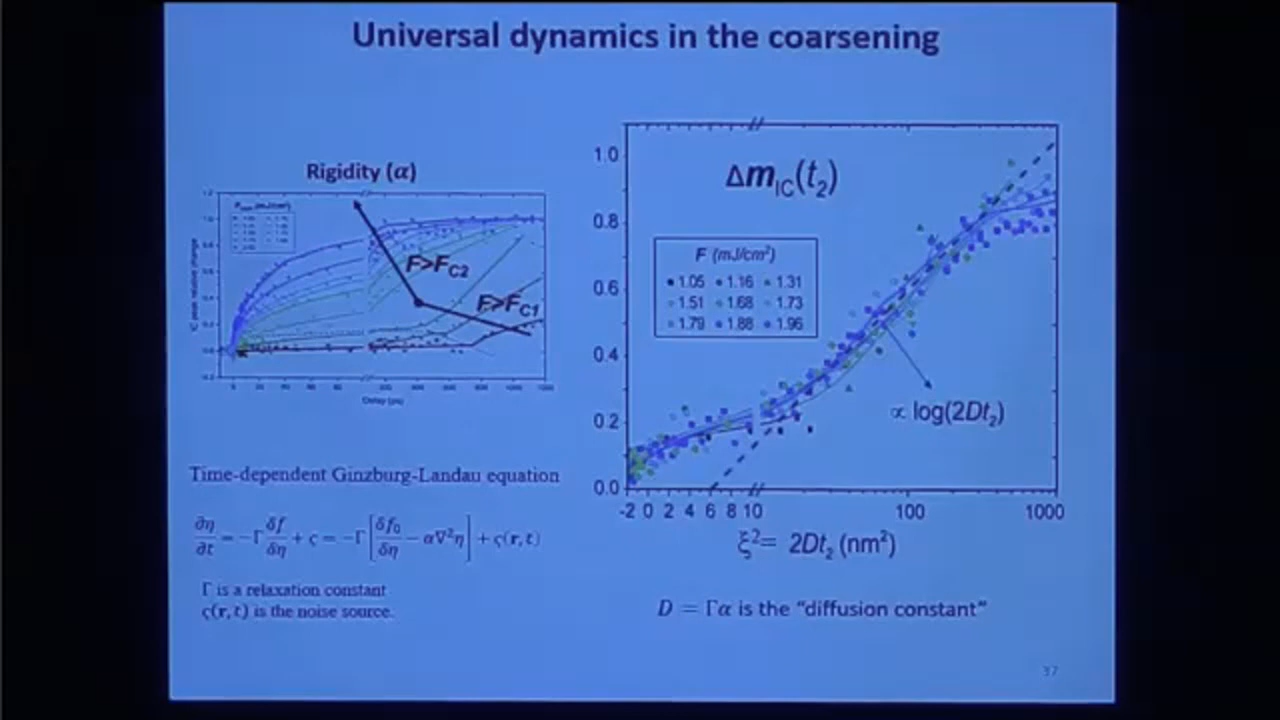 Universal dynamics in the coarsening
Rigidity (α)
F>F_C2
F>F_C1
Delay (ps)
Time-dependent Ginzburg-Landau equation
∂η/∂t = −Γ δf/δη + ς = −Γ[δf₀/δη − α∇²η] + ς(r, t)
Γ is a relaxation constant
ς(r, t) is the noise source.
Δm_IC(t₂)
1.0
0.8
0.6
0.4
0.2
0.0
F (mJ/cm²)
1.05 1.16 1.31
1.51 1.68 1.73
1.79 1.88 1.96
∝ log(2Dt₂)
-2 0 2 4 6 8 10 100 1000
ξ²= 2Dt₂ (nm²)
D = Γα is the “diffusion constant”
37